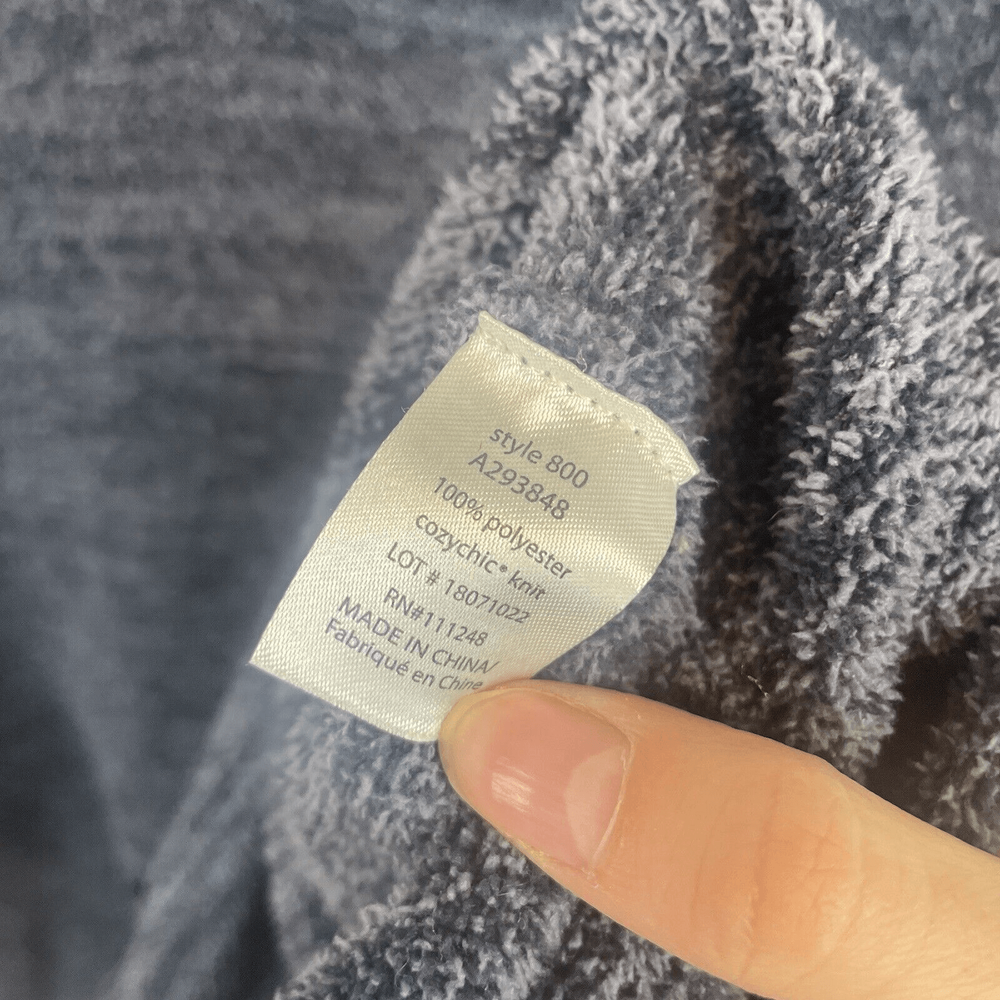 style 800
A293848
100% polyester
cozychic® knit
LOT # 18071022
RN#111248
MADE IN CHINA/
Fabriqué en Chine